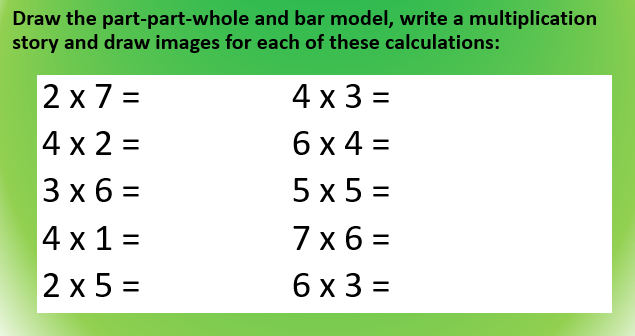 Draw the part-part-whole and bar model, write a multiplication
story and draw images for each of these calculations:
2 x 7 =
4 x 2 =
3 x 6 =
4 x 1 =
2 x 5 =
4 x 3 =
6 x 4 =
5 x 5 =
7 x 6 =
6 x 3 =